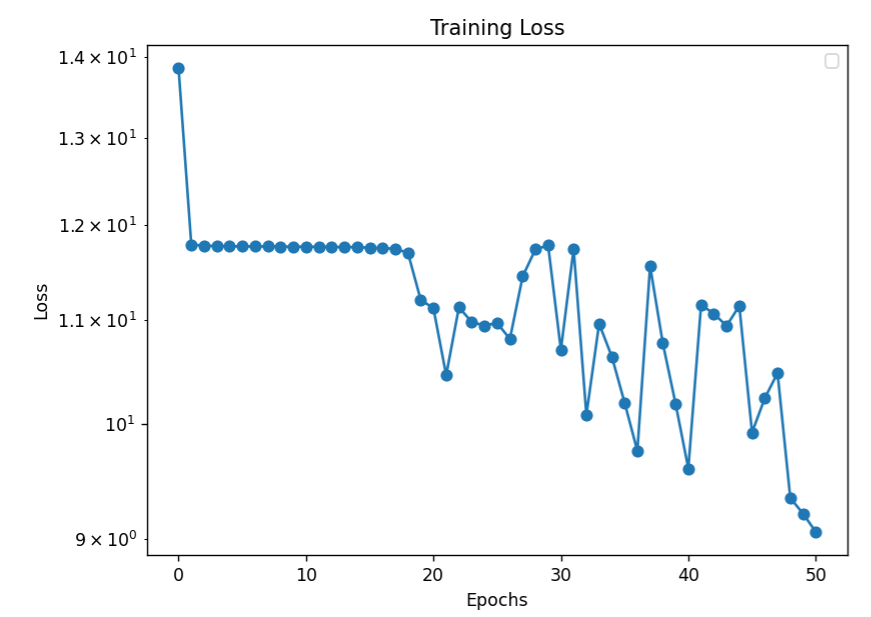 Training Loss
1.4 × 10¹
1.3 × 10¹
1.2 × 10¹
1.1 × 10¹
10¹
9 × 10⁰
Loss
0 10 20 30 40 50
Epochs